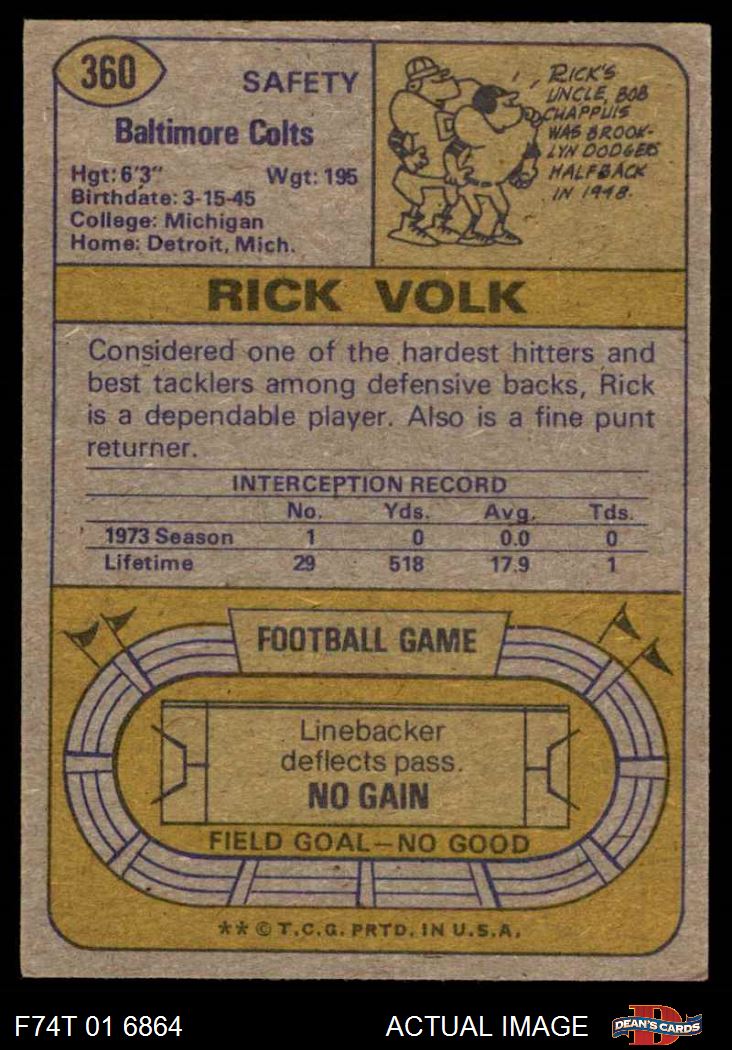 360
SAFETY
Baltimore Colts
Hgt: 6'3" Wgt: 195
Birthdate: 3-15-45
College: Michigan
Home: Detroit, Mich.
RICK'S
UNCLE, BOB
CHAPPUIS
WAS BROOK-
LYN DODGERS
HALFBACK
IN 1948.
RICK VOLK
Considered one of the hardest hitters and
best tacklers among defensive backs, Rick
is a dependable player. Also is a fine punt
returner.
INTERCEPTION RECORD
No. Yds. Avg. Tds.
1973 Season 1 0 0.0 0
Lifetime 29 518 17.9 1
FOOTBALL GAME
Linebacker
deflects pass.
NO GAIN
FIELD GOAL—NO GOOD
** © T.C.G. PRTD. IN U.S.A.
F74T 01 6864 ACTUAL IMAGE DEAN'S CARDS